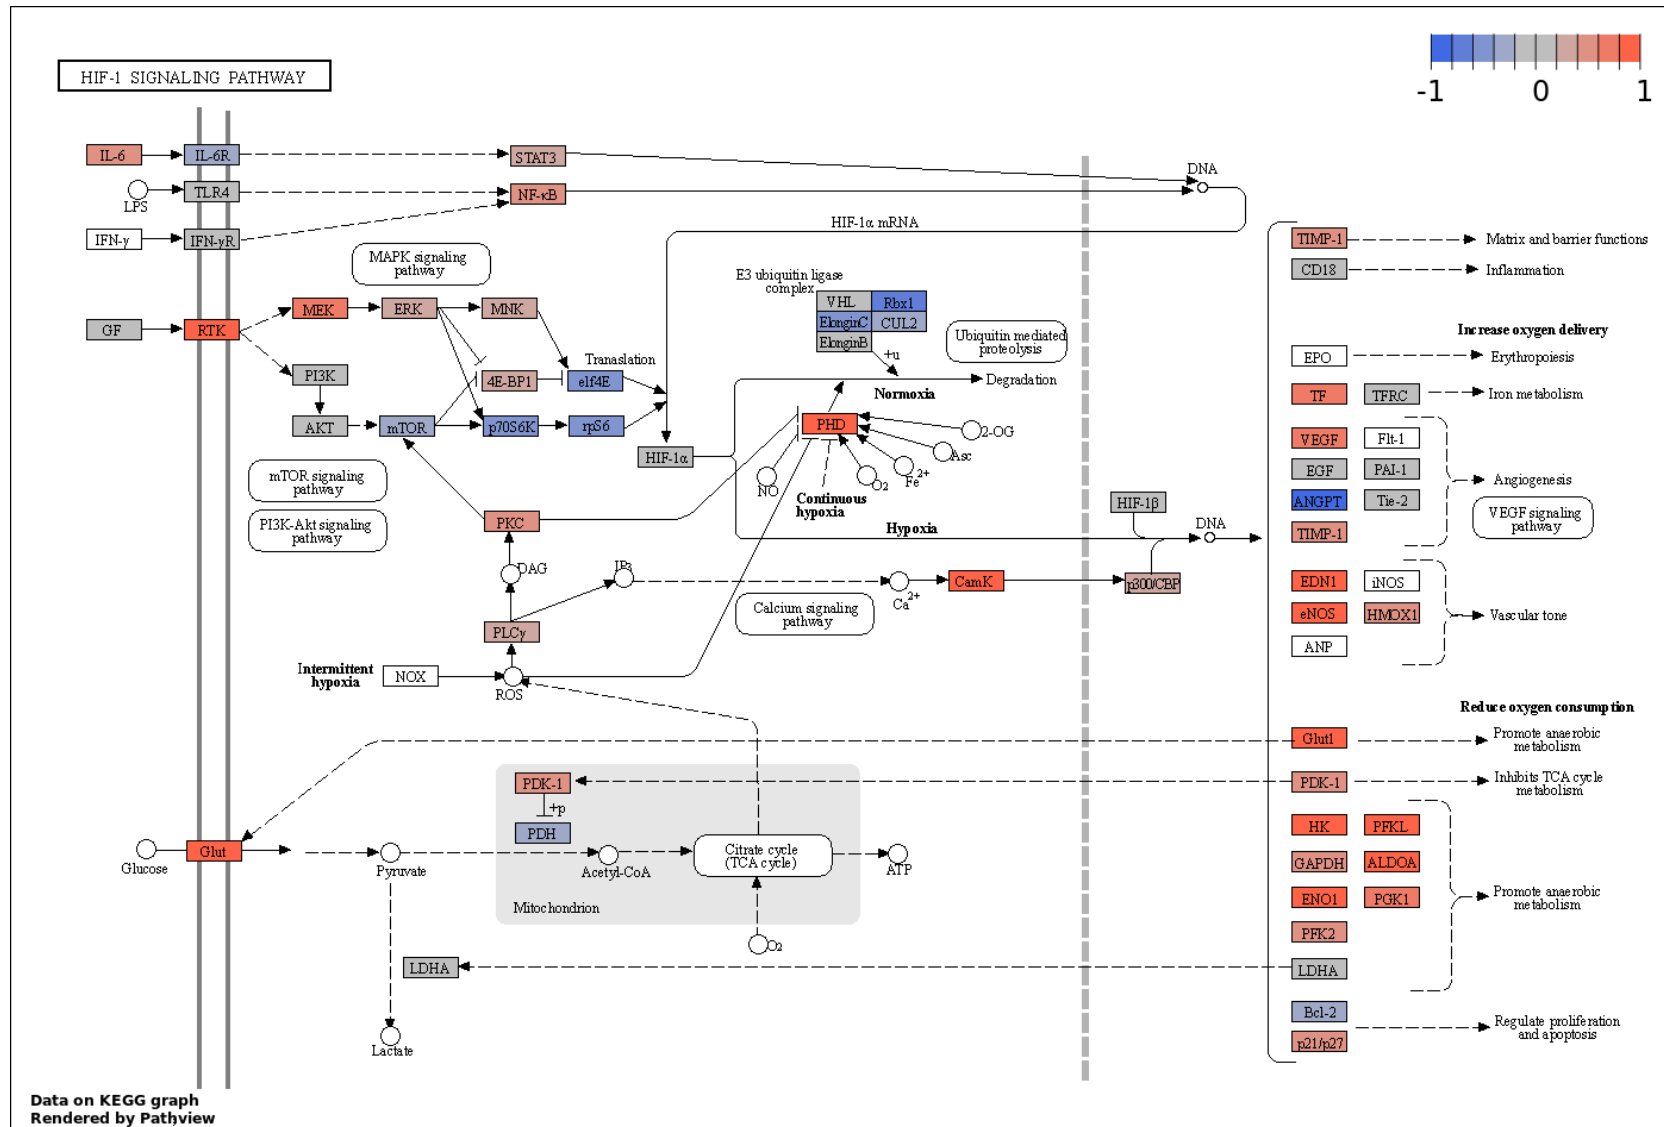 HIF-1 SIGNALING PATHWAY
-1 0 1
IL-6
IL-6R
STAT3
LPS
TLR4
NF-κB
DNA
IFN-γ
IFN-γR
HIF-1α mRNA
MAPK signaling
pathway
E3 ubiquitin ligase
complex
VHL
Rbx1
ElonginC
CUL2
ElonginB
+u
Ubiquitin mediated
proteolysis
GF
RTK
MEK
ERK
MNK
Tranaslation
PI3K
4E-BP1
eIf4E
Degradation
Normoxia
AKT
mTOR
p70S6K
rpS6
PHD
2-OG
HIF-1α
Asc
Fe2+
O2
NO
Continuous
hypoxia
mTOR signaling
pathway
PI3K-Akt signaling
pathway
PKC
Hypoxia
HIF-1β
DNA
DAG
IP3
Ca2+
CamK
p300/CBP
Calcium signaling
pathway
PLCγ
Intermittent
hypoxia
NOX
ROS
TIMP-1
Matrix and barrier functions
CD18
Inflammation
Increase oxygen delivery
EPO
Erythropoiesis
TF
TFRC
Iron metabolism
VEGF
Flt-1
EGF
PAI-1
Angiogenesis
ANGPT
Tie-2
VEGF signaling
pathway
TIMP-1
EDN1
iNOS
eNOS
HMOX1
Vascular tone
ANP
Reduce oxygen consumption
Glut1
Promote anaerobic
metabolism
PDK-1
Inhibits TCA cycle
metabolism
PDK-1
+p
PDH
HK
PFKL
Glucose
Glut
Pyruvate
Acetyl-CoA
Citrate cycle
(TCA cycle)
ATP
GAPDH
ALDOA
ENO1
PGK1
Promote anaerobic
metabolism
Mitochondrion
O2
PFK2
LDHA
LDHA
Bcl-2
Regulate proliferation
and apoptosis
p21/p27
Lactate
Data on KEGG graph
Rendered by Pathview